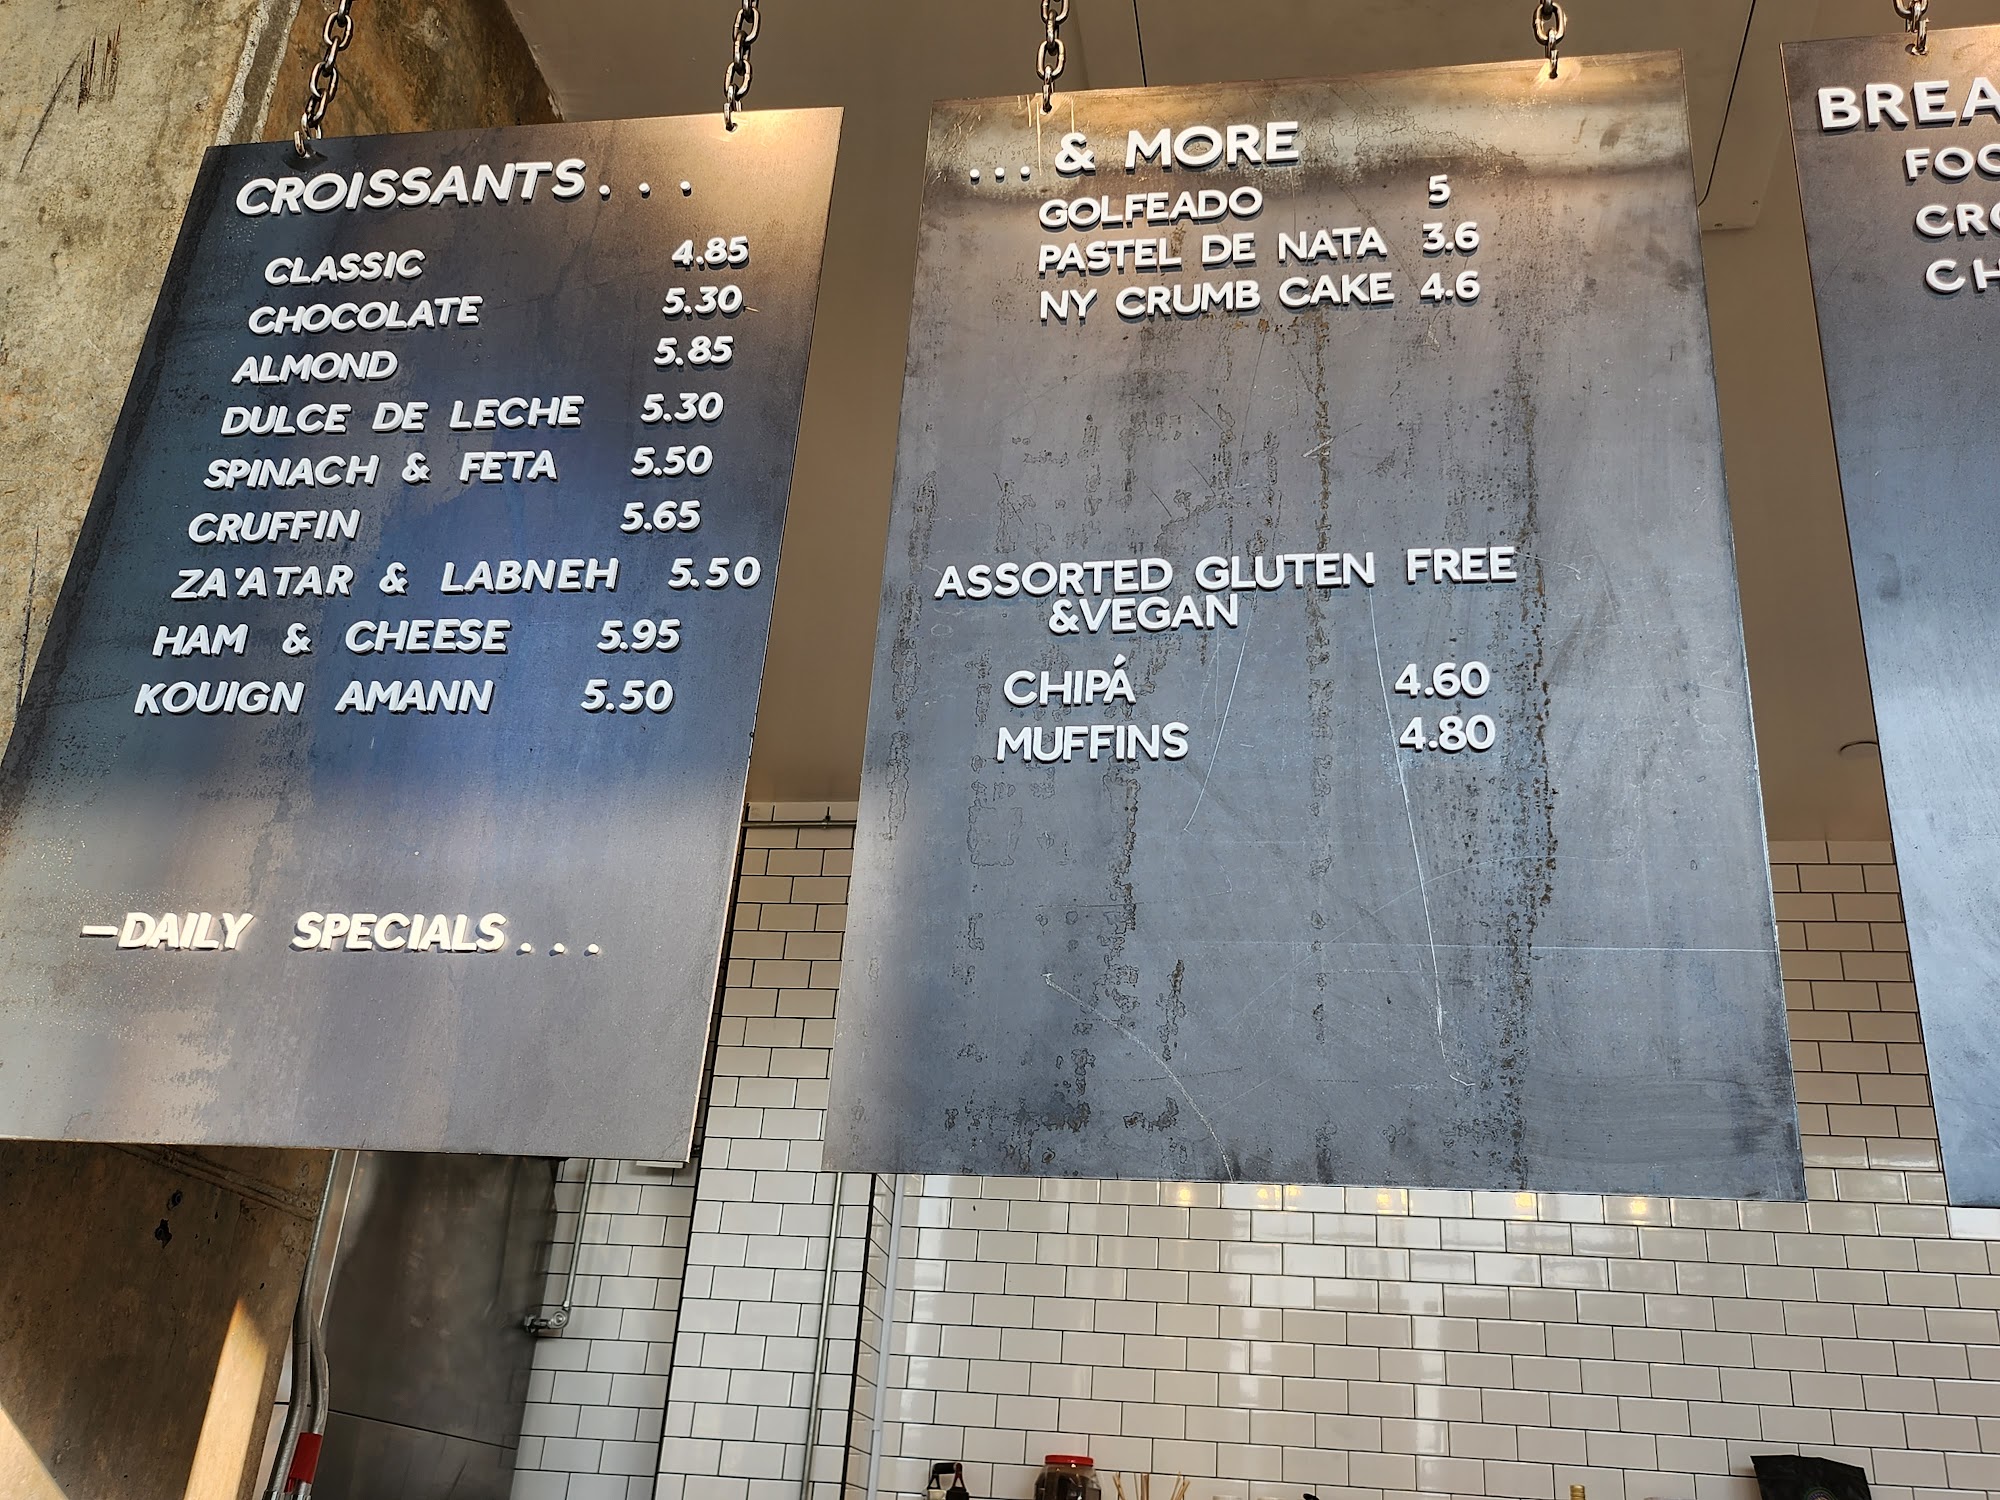 CROISSANTS...
CLASSIC 4.85
CHOCOLATE 5.30
ALMOND 5.85
DULCE DE LECHE 5.30
SPINACH & FETA 5.50
CRUFFIN 5.65
ZA'ATAR & LABNEH 5.50
HAM & CHEESE 5.95
KOUIGN AMANN 5.50
-DAILY SPECIALS...
...& MORE
GOLFEADO 5
PASTEL DE NATA 3.6
NY CRUMB CAKE 4.6
ASSORTED GLUTEN FREE
&VEGAN
CHIPÁ 4.60
MUFFINS 4.80